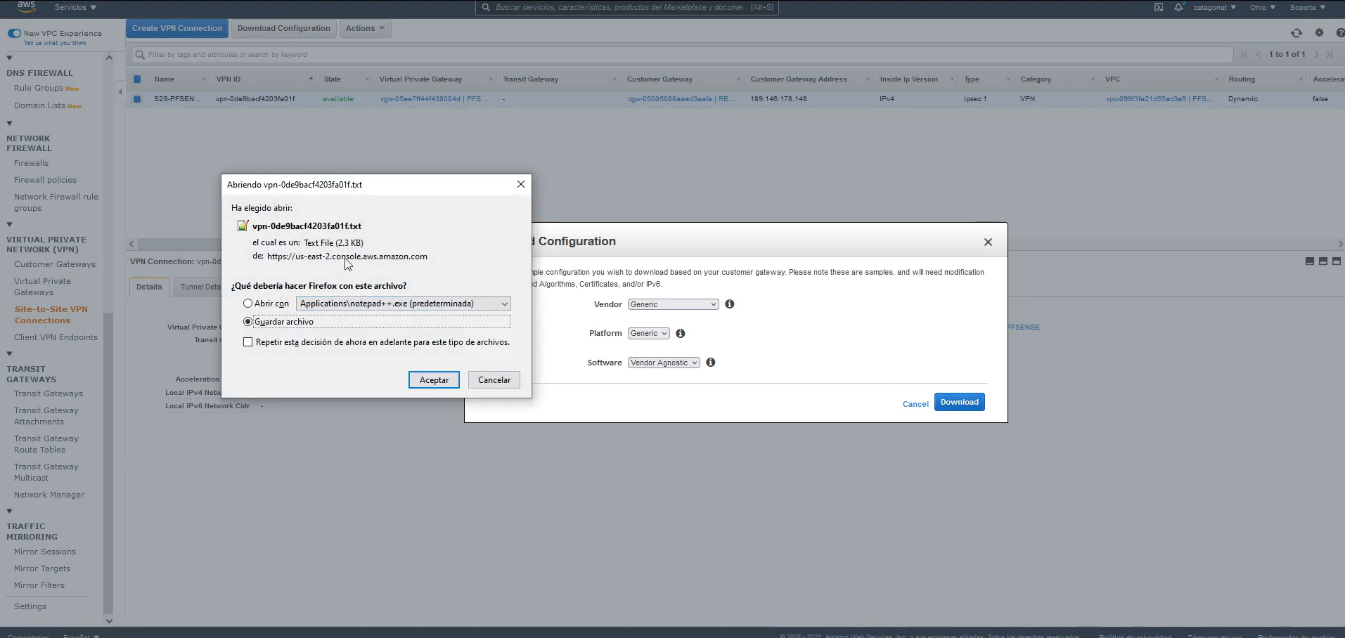 aws
Servicios
Buscar servicios, características, productos del Marketplace y documen [Alt+S]
zatagonet
Ohio
Soporte
New VPC Experience
Tell us what you think
Create VPN Connection
Download Configuration
Actions
Filter by tags and attributes or search by keyword
1 to 1 of 1
DNS FIREWALL
Rule Groups New
Domain Lists New
NETWORK
FIREWALL
Firewalls
Firewall policies
Network Firewall rule
groups
VIRTUAL PRIVATE
NETWORK (VPN)
Customer Gateways
Virtual Private
Gateways
Site-to-Site VPN
Connections
Client VPN Endpoints
TRANSIT
GATEWAYS
Transit Gateways
Transit Gateway
Attachments
Transit Gateway
Route Tables
Transit Gateway
Multicast
Network Manager
TRAFFIC
MIRRORING
Mirror Sessions
Mirror Targets
Mirror Filters
Settings
Name VPN ID State Virtual Private Gateway Transit Gateway Customer Gateway Customer Gateway Address Inside Ip Version Type Category VPC Routing Accelera
S2S-PFSEN... vpn-0de9bacf4203fa01f available | PFS... - | RE... 189.146.178.148 IPv4 ipsec.1 VPN | PFS... Dynamic false
VPN Connection: vpn-0d
Details
Tunnel Deta
Virtual Private
Transit
Acceleration
Local IPv4 Net
Local IPv6 Network Cidr -
PFSENSE
Abriendo vpn-0de9bacf4203fa01f.txt
Ha elegido abrir:
vpn-0de9bacf4203fa01f.txt
el cual es un: Text File (2.3 KB)
de: https://us-east-2.console.aws.amazon.com
¿Qué debería hacer Firefox con este archivo?
Abrir con Applications\notepad++.exe (predeterminada)
Guardar archivo
Repetir esta decisión de ahora en adelante para este tipo de archivos.
Aceptar
Cancelar
d Configuration
ple configuration you wish to download based on your customer gateway. Please note these are samples, and will need modification
d Algorithms, Certificates, and/or IPv6.
Vendor Generic
Platform Generic
Software Vendor Agnostic
Cancel
Download